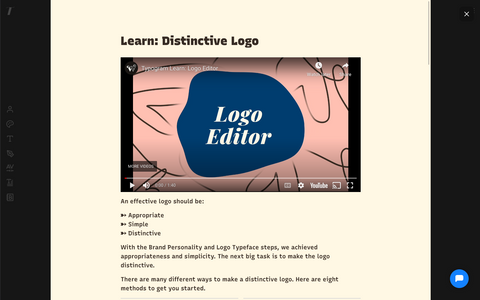 Learn: Distinctive Logo
Typogram Learn: Logo Editor
Logo
Editor
MORE VIDEOS
0:00 / 1:40
CC
YouTube
An effective logo should be:
➳ Appropriate
➳ Simple
➳ Distinctive
With the Brand Personality and Logo Typeface steps, we achieved
appropriateness and simplicity. The next big task is to make the logo
distinctive.
There are many different ways to make a distinctive logo. Here are eight
methods to get you started.